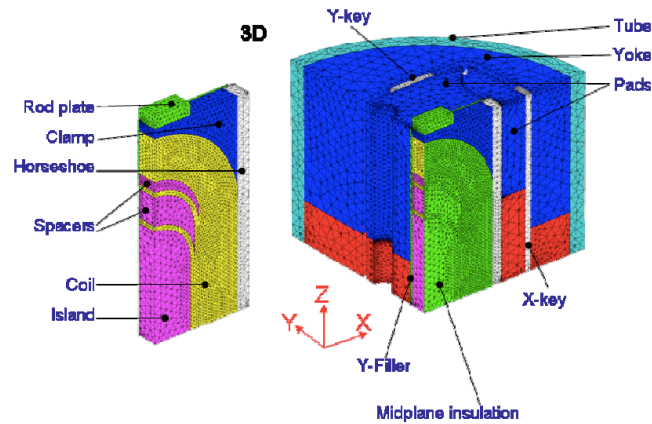 3D
Rod plate
Clamp
Horseshoe
Spacers
Coil
Island
Y-key
Tube
Yoke
Pads
X-key
Z
Y
X
Y-Filler
Midplane insulation